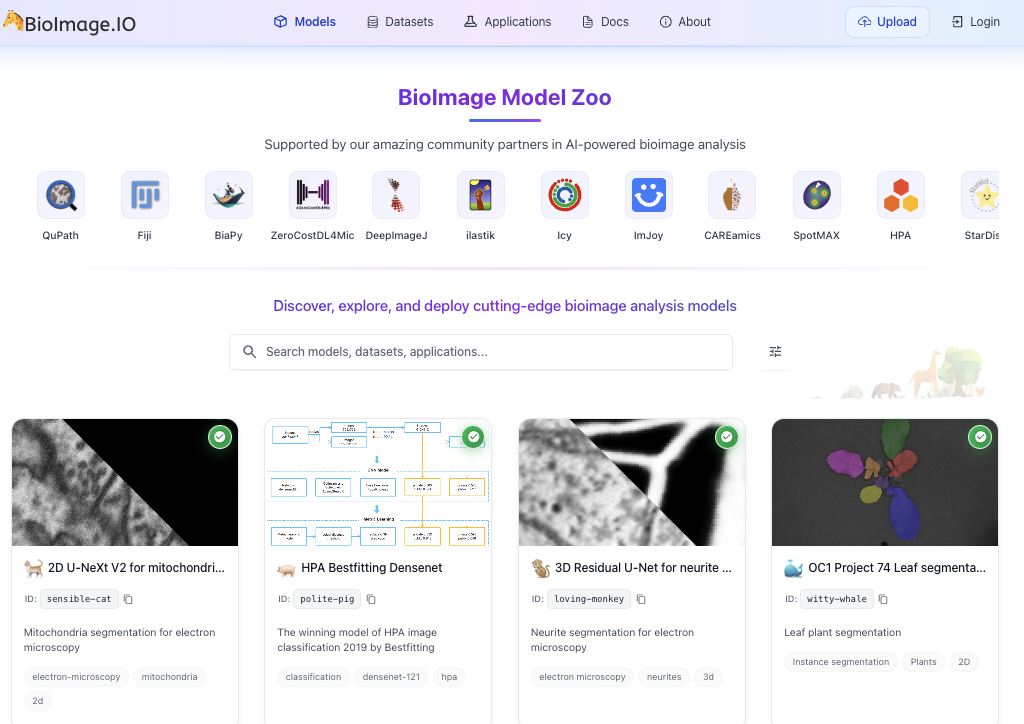 BioImage.IO
Models
Datasets
Applications
Docs
About
Upload
Login
BioImage Model Zoo
Supported by our amazing community partners in AI-powered bioimage analysis
QuPath
Fiji
BiaPy
ZeroCostDL4Mic
DeepImageJ
ilastik
Icy
ImJoy
CAREamics
SpotMAX
HPA
StarDis
Discover, explore, and deploy cutting-edge bioimage analysis models
Search models, datasets, applications...
Metric Learning
2D U-NeXt V2 for mitochondri...
ID: sensible-cat
Mitochondria segmentation for electron
microscopy
electron-microscopy
mitochondria
2d
HPA Bestfitting Densenet
ID: polite-pig
The winning model of HPA image
classification 2019 by Bestfitting
classification
densenet-121
hpa
3D Residual U-Net for neurite ...
ID: loving-monkey
Neurite segmentation for electron
microscopy
electron microscopy
neurites
3d
OC1 Project 74 Leaf segmenta...
ID: witty-whale
Leaf plant segmentation
Instance segmentation
Plants
2D